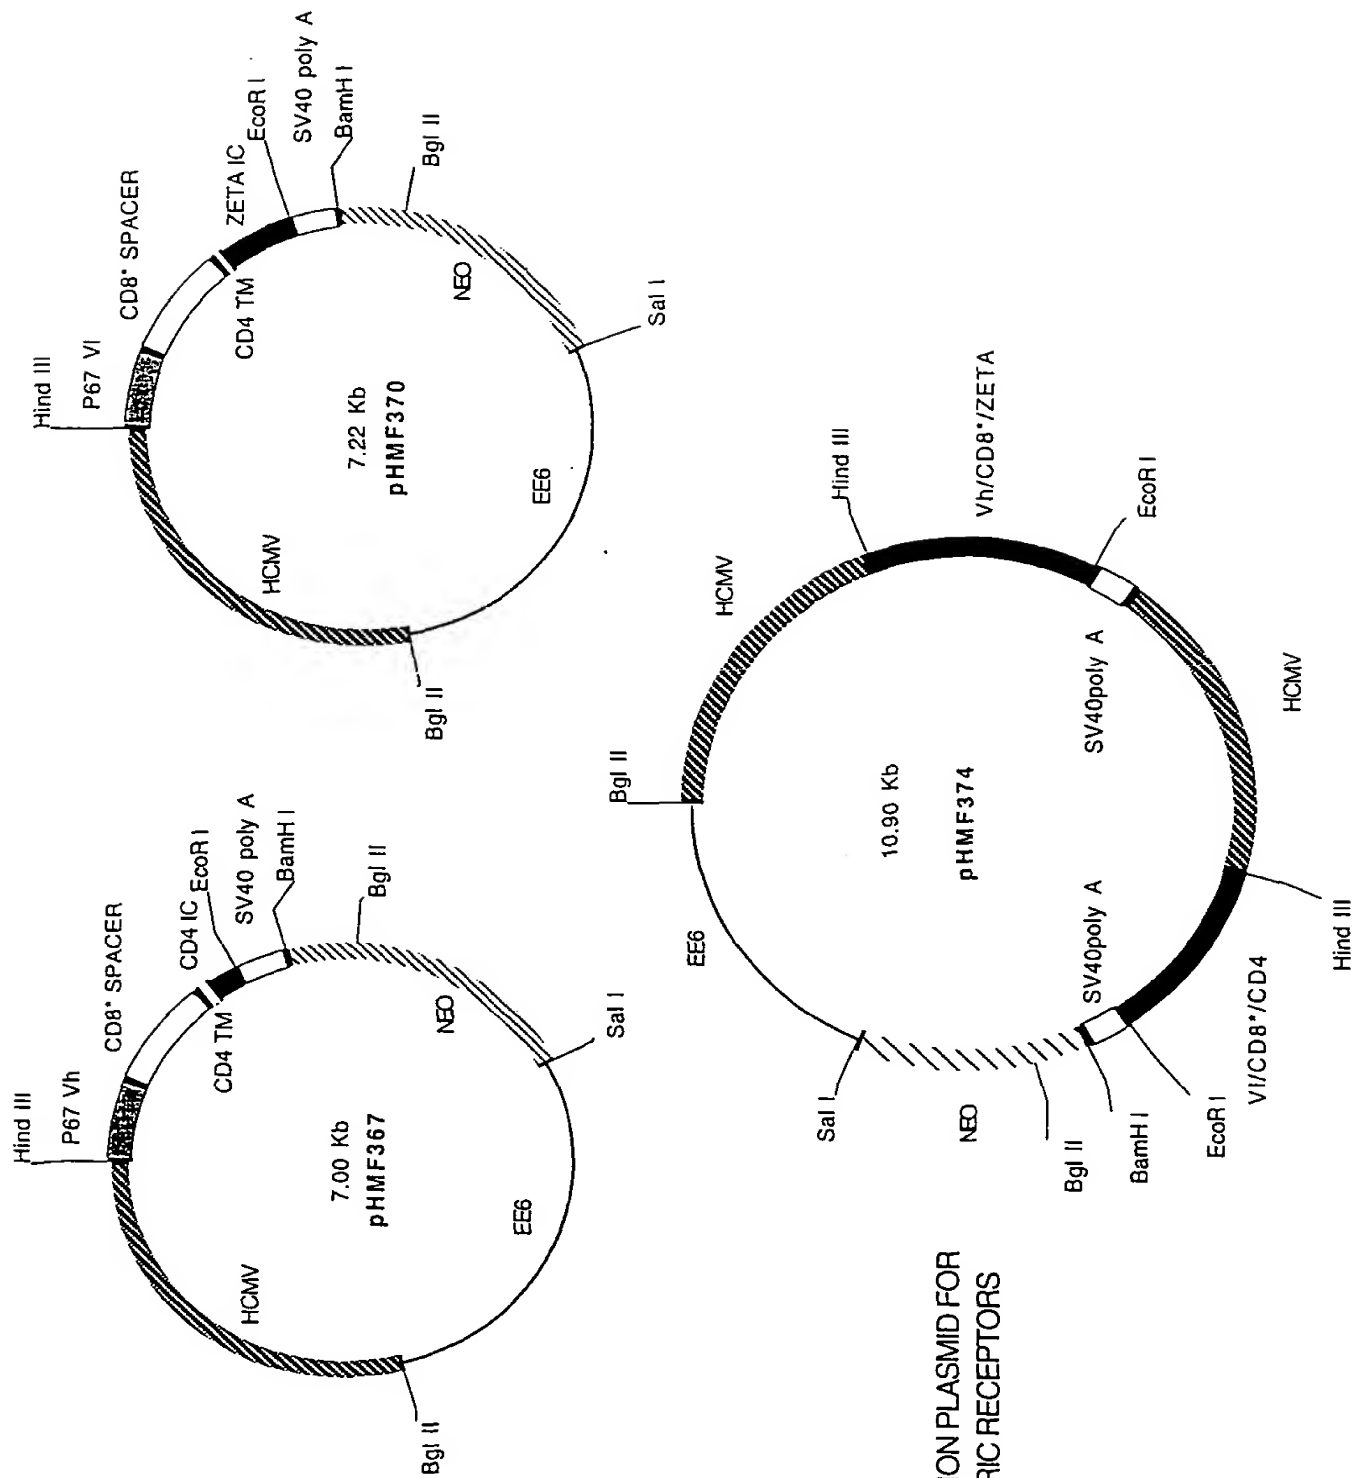 Hind III
P67 Vh
CD8* SPACER
CD4 IC
EcoR I
SV40 poly A
BamH I
CD4 TM
Bgl II
NEO
Sal I
7.00 Kb
pHMF367
HCMV
EE6
Bgl II
Hind III
P67 Vl
CD8* SPACER
ZETA IC
EcoR I
SV40 poly A
BamH I
CD4 TM
Bgl II
NEO
Sal I
7.22 Kb
pHMF370
HCMV
EE6
Bgl II
Bgl II
HCMV
Hind III
Vh/CD8*/ZETA
EcoR I
SV40poly A
HCMV
10.90 Kb
pHMF374
EE6
Sal I
NEO
Bgl II
BamH I
EcoR I
SV40poly A
Vl/CD8*/CD4
Hind III
PLASMID FOR
RECEPTORS